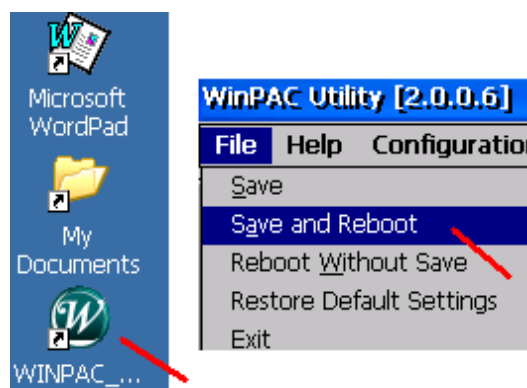 Microsoft
WordPad
My
Documents
WINPAC_...
WinPAC Utility [2.0.0.6]
File Help Configuratio
Save
Save and Reboot
Reboot Without Save
Restore Default Settings
Exit